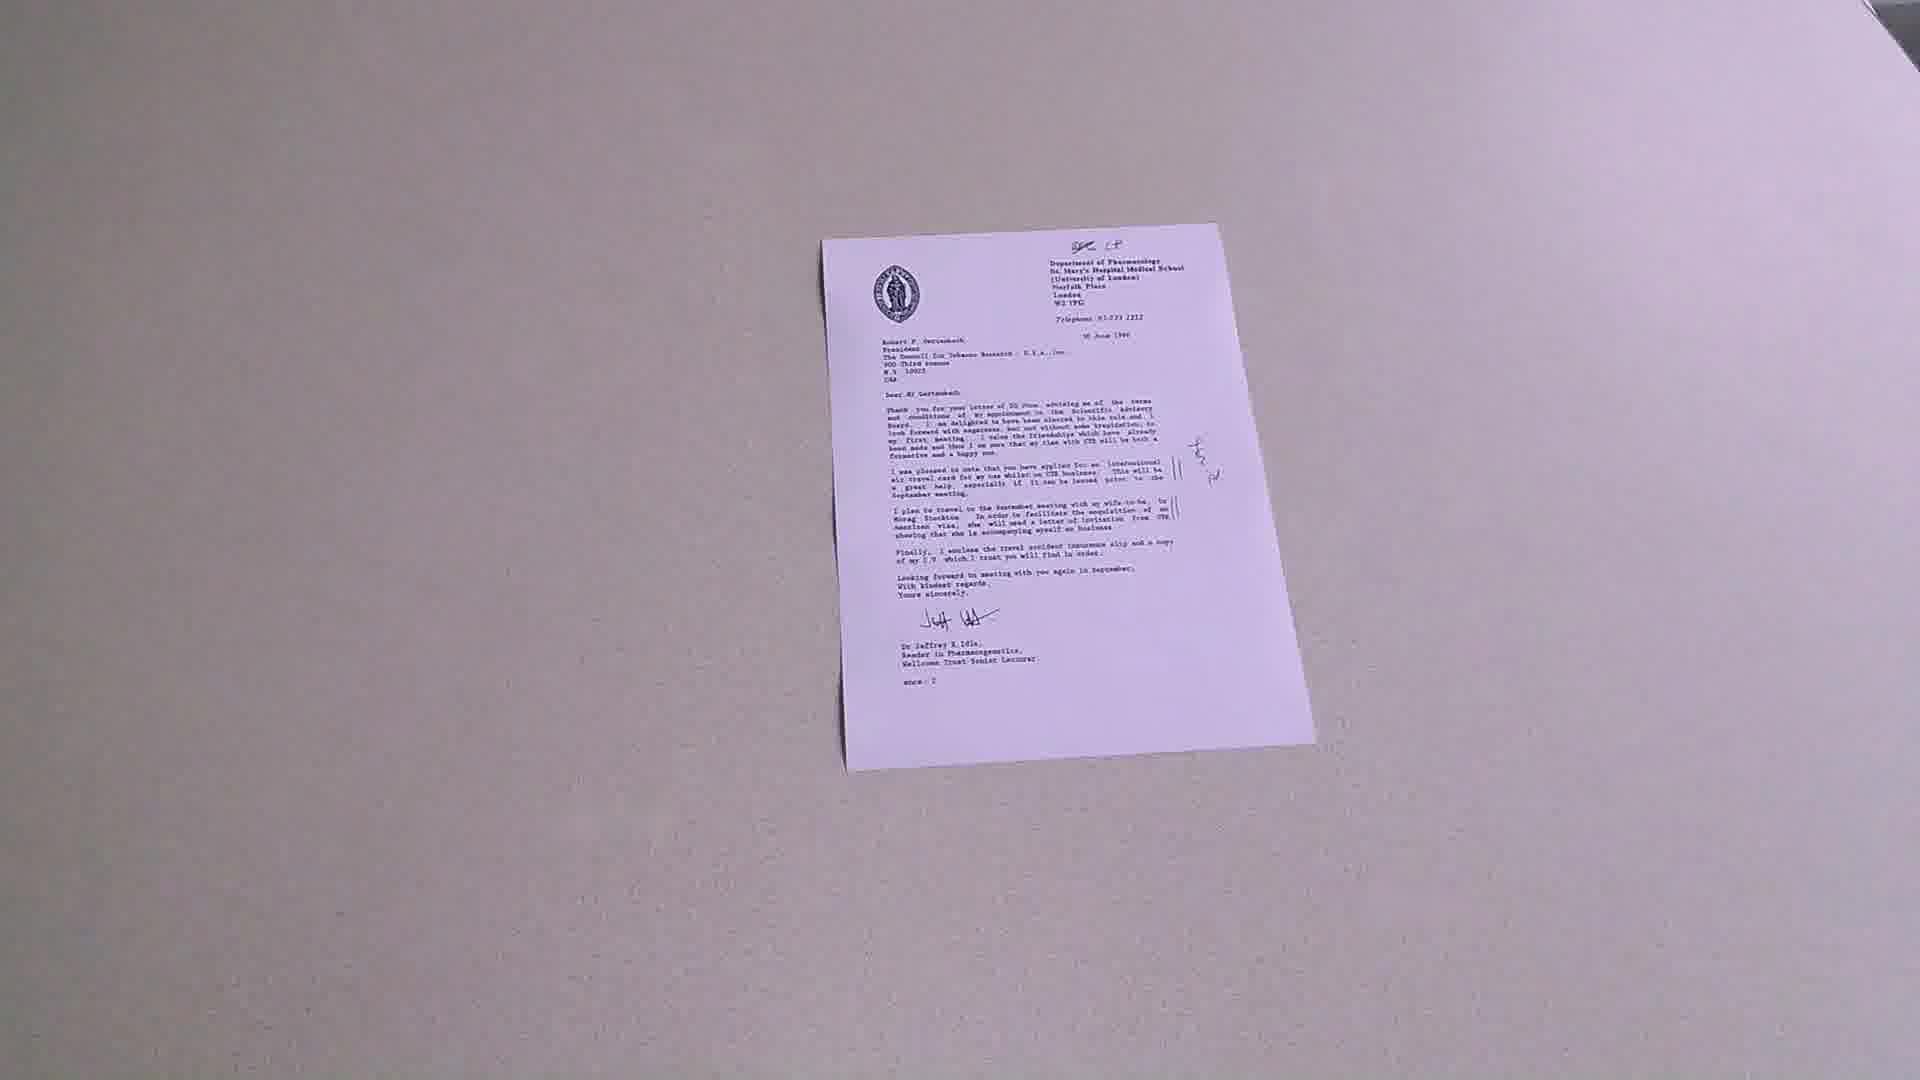 Department of Pharmacology
St. Mary's Hospital Medical School
(University of London)
Norfolk Place
London
W2 1PG
Telephone
30 June
Robert F. Gertenbach
President
The Council for Tobacco Research - U.S.A., Inc.
900 Third Avenue
N.Y. 10022
USA
Dear Mr Gertenbach
Thank you for your letter of 20 June, advising me of the terms
and conditions of my appointment to the Scientific Advisory
Board. I am delighted to have been elected to this role and I
look forward with eagerness, but not without some trepidation, to
my first meeting. I value the friendships which have already
been made and thus I am sure that my time with CTR will be both a
formative and a happy one.
I was pleased to note that you have applied for an international
air travel card for my use whilst on CTR business. This will be
a great help, especially if it can be issued prior to the
September meeting.
I plan to travel to the September meeting with my wife-to-be, Dr
Morag Stockton. In order to facilitate the acquisition of an
American visa, she will need a letter of invitation from CTR
showing that she is accompanying myself on business.
Finally, I enclose the travel accident insurance slip and a copy
of my C.V. which I trust you will find in order.
Looking forward to meeting with you again in September.
With kindest regards,
Yours sincerely,
Dr Jeffrey R Idle,
Reader in Pharmacogenetics,
Wellcome Trust Senior Lecturer
encs: 2